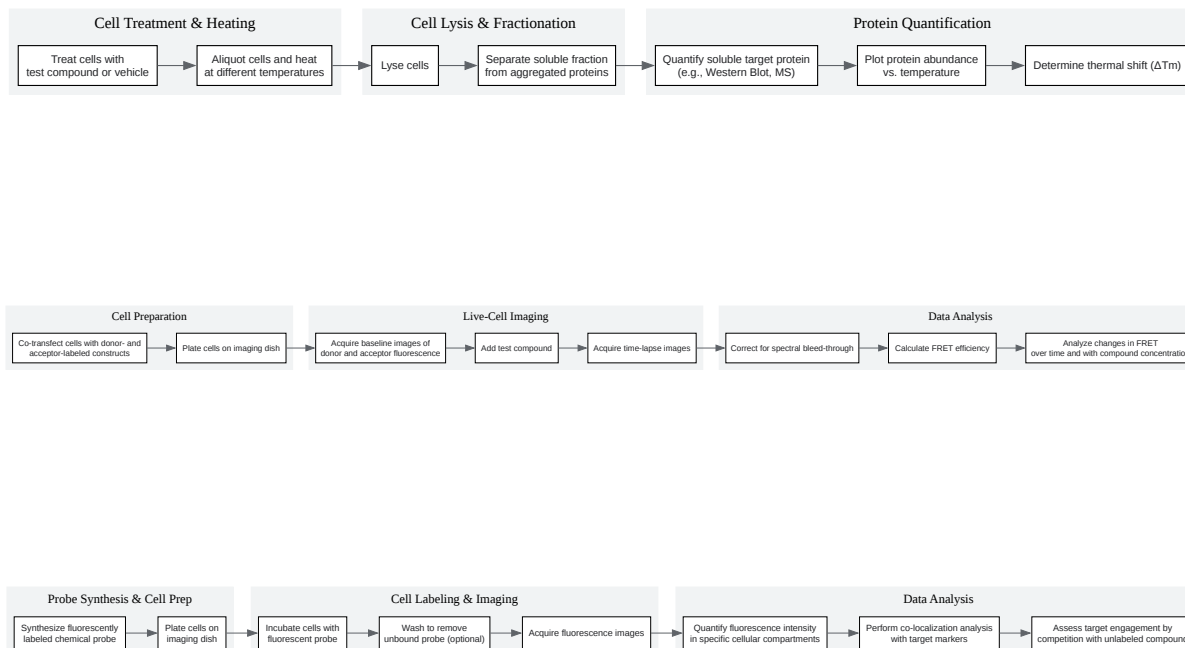 Cell Treatment & Heating
Treat cells with
test compound or vehicle
Aliquot cells and heat
at different temperatures
Cell Lysis & Fractionation
Lyse cells
Separate soluble fraction
from aggregated proteins
Protein Quantification
Quantify soluble target protein
(e.g., Western Blot, MS)
Plot protein abundance
vs. temperature
Determine thermal shift (ΔTm)
Cell Preparation
Co-transfect cells with donor- and
acceptor-labeled constructs
Plate cells on imaging dish
Live-Cell Imaging
Acquire baseline images of
donor and acceptor fluorescence
Add test compound
Acquire time-lapse images
Data Analysis
Correct for spectral bleed-through
Calculate FRET efficiency
Analyze changes in FRET
over time and with compound concentratio
Probe Synthesis & Cell Prep
Synthesize fluorescently
labeled chemical probe
Plate cells on
imaging dish
Cell Labeling & Imaging
Incubate cells with
fluorescent probe
Wash to remove
unbound probe (optional)
Acquire fluorescence images
Data Analysis
Quantify fluorescence intensity
in specific cellular compartments
Perform co-localization analysis
with target markers
Assess target engagement by
competition with unlabeled compound